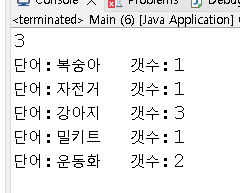 Console Problems Debug
<terminated> Main (6) [Java Application]
3
단어:복숭아 갯수:1
단어:자전거 갯수:1
단어:강아지 갯수:3
단어:밀키트 갯수:1
단어:운동화 갯수:2